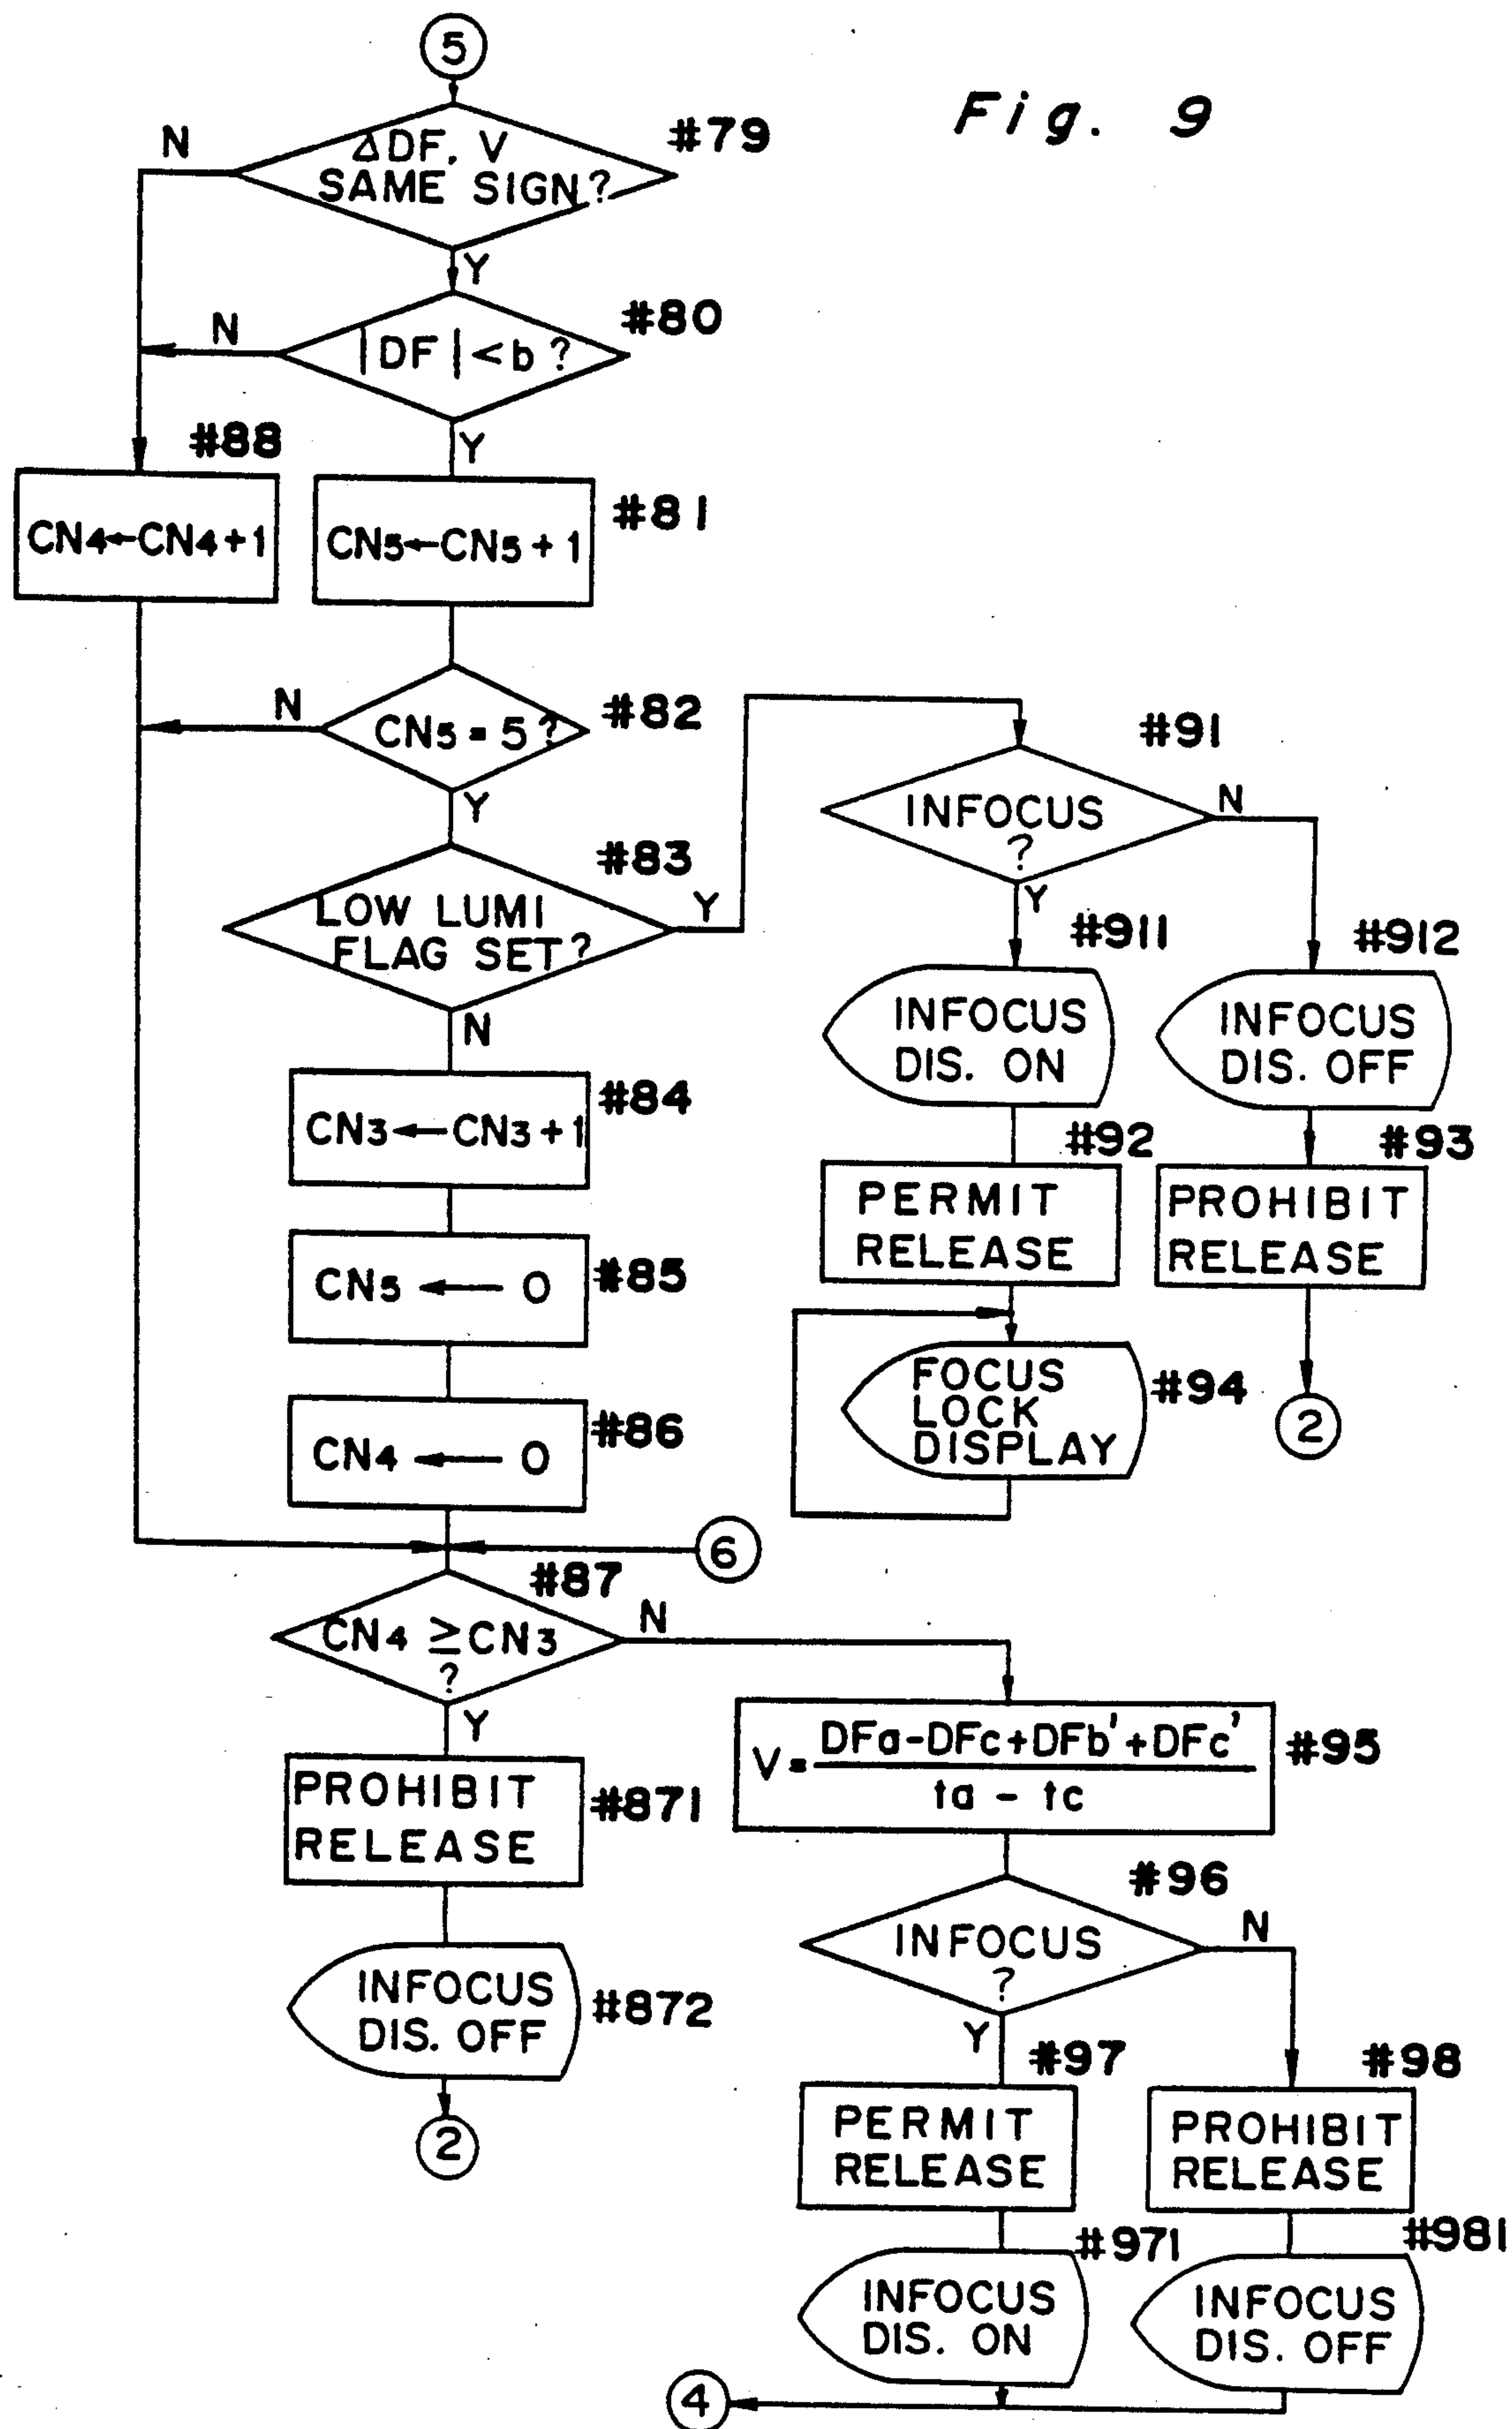 5
Fig. 9
N
ΔDF, V
SAME SIGN?
#79
Y
N
|DF|<b?
#80
Y
#88
CN4←CN4+1
CN5←CN5+1
#81
N
CN5=5?
#82
Y
LOW LUMI
FLAG SET?
#83
Y
N
CN3←CN3+1
#84
CN5←0
#85
CN4←0
#86
6
#87
CN4≥CN3
?
N
Y
PROHIBIT
RELEASE
#871
INFOCUS
DIS. OFF
#872
2
#91
INFOCUS
?
N
Y
#911
INFOCUS
DIS. ON
#912
INFOCUS
DIS. OFF
#92
PERMIT
RELEASE
#93
PROHIBIT
RELEASE
FOCUS
LOCK
DISPLAY
#94
2
DFa-DFc+DFb'+DFc'
V=
ta - tc
#95
#96
INFOCUS
?
N
Y
#97
PERMIT
RELEASE
#98
PROHIBIT
RELEASE
#971
INFOCUS
DIS. ON
#981
INFOCUS
DIS. OFF
4